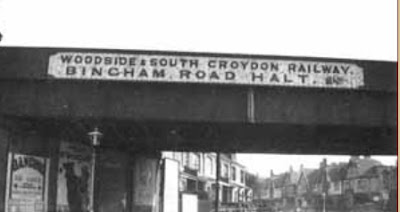 WOODSIDE & SOUTH CROYDON RAILWAY.
BINGHAM ROAD HALT.